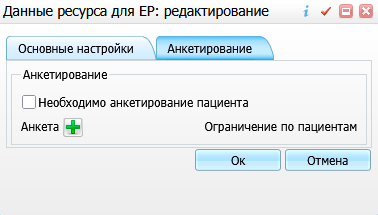 Данные ресурса для ЕР: редактирование
Основные настройки
Анкетирование
Анкетирование
Необходимо анкетирование пациента
Анкета
Ограничение по пациентам
Ок
Отмена